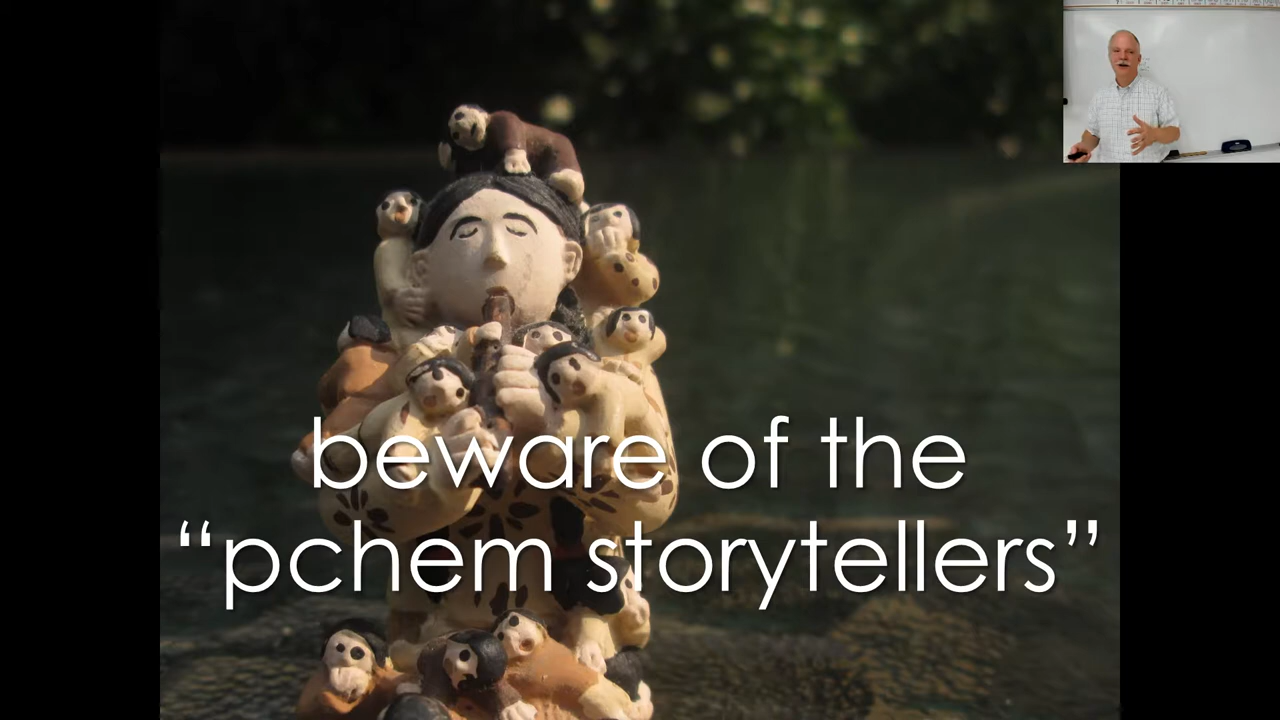 beware of the
“pchem storytellers”